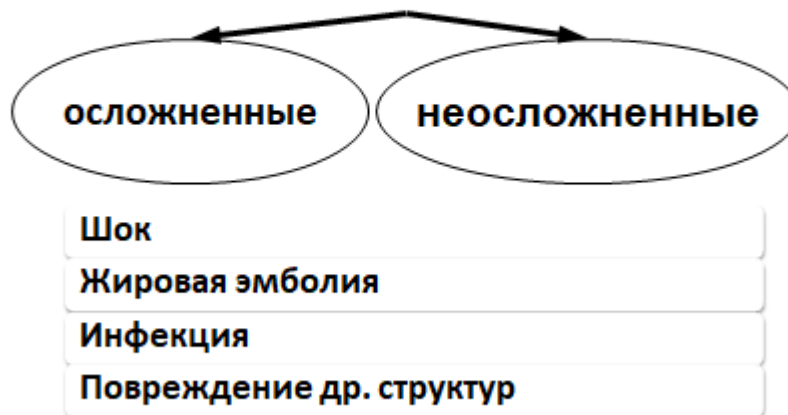 осложненные
неосложненные
Шок
Жировая эмболия
Инфекция
Повреждение др. структур